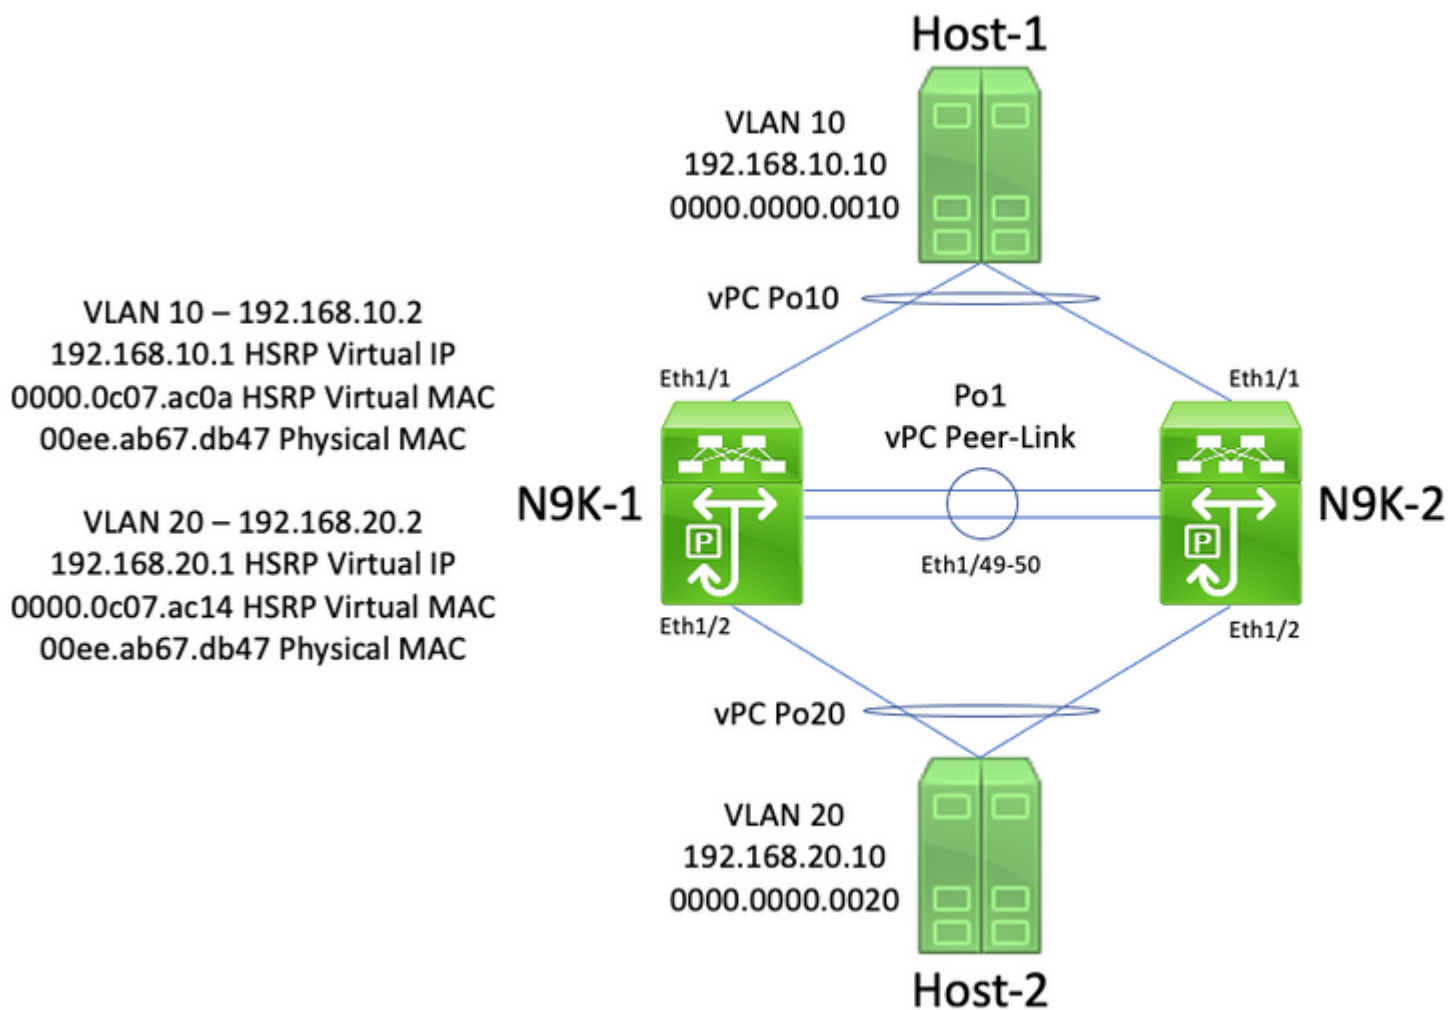 Host-1
VLAN 10
192.168.10.10
0000.0000.0010
vPC Po10
VLAN 10 – 192.168.10.2
192.168.10.1 HSRP Virtual IP
0000.0c07.ac0a HSRP Virtual MAC
00ee.ab67.db47 Physical MAC
VLAN 20 – 192.168.20.2
192.168.20.1 HSRP Virtual IP
0000.0c07.ac14 HSRP Virtual MAC
00ee.ab67.db47 Physical MAC
Eth1/1
Eth1/1
Po1
vPC Peer-Link
N9K-1
P
P
N9K-2
Eth1/49-50
Eth1/2
Eth1/2
vPC Po20
VLAN 20
192.168.20.10
0000.0000.0020
Host-2